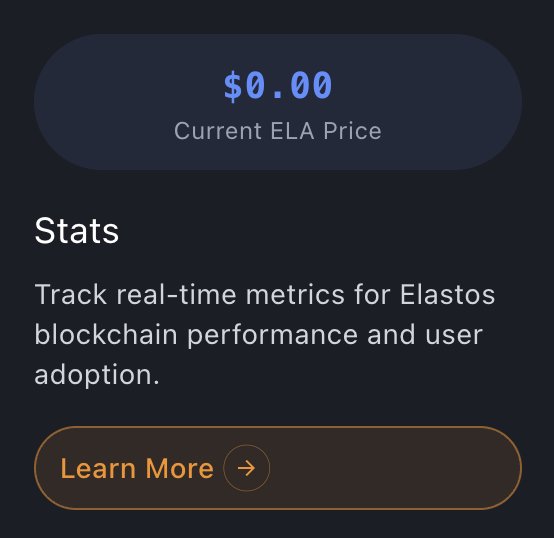 $0.00
Current ELA Price
Stats
Track real-time metrics for Elastos
blockchain performance and user
adoption.
Learn More